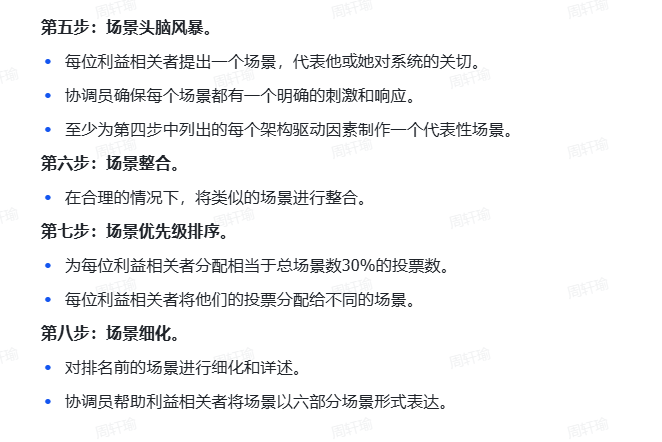 第五步：场景头脑风暴。
• 每位利益相关者提出一个场景，代表他或她对系统的关切。
• 协调员确保每个场景都有一个明确的刺激和响应。
• 至少为第四步中列出的每个架构驱动因素制作一个代表性场景。
第六步：场景整合。
• 在合理的情况下，将类似的场景进行整合。
第七步：场景优先级排序。
• 为每位利益相关者分配相当于总场景数30%的投票数。
• 每位利益相关者将他们的投票分配给不同的场景。
第八步：场景细化。
• 对排名前的场景进行细化和详述。
• 协调员帮助利益相关者将场景以六部分场景形式表达。
周轩瑜